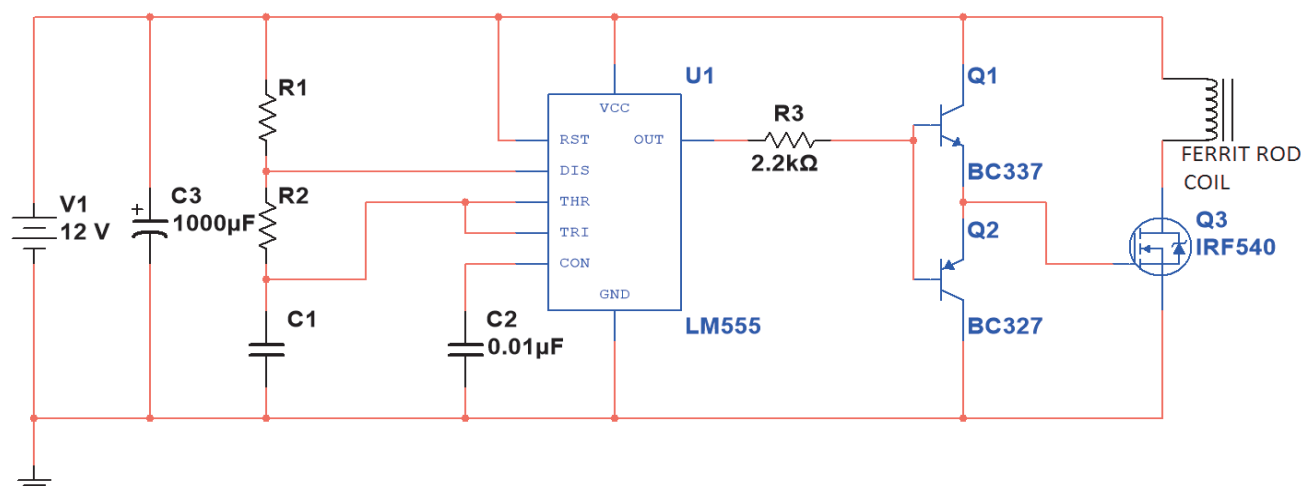 V1
12 V
C3
+
1000µF
R1
R2
C1
C2
0.01µF
U1
VCC
RST
DIS
THR
TRI
CON
OUT
GND
LM555
R3
2.2kΩ
Q1
BC337
Q2
BC327
FERRIT ROD
COIL
Q3
IRF540